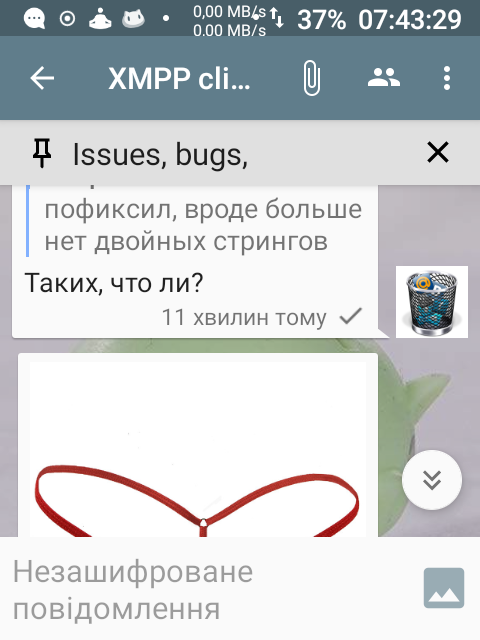 0,00 MB/s
0.00 MB/s
37% 07:43:29
XMPP cli...
Issues, bugs,
пофиксил, вроде больше
нет двойных стрингов
Таких, что ли?
11 хвилин тому
Незашифроване
повідомлення